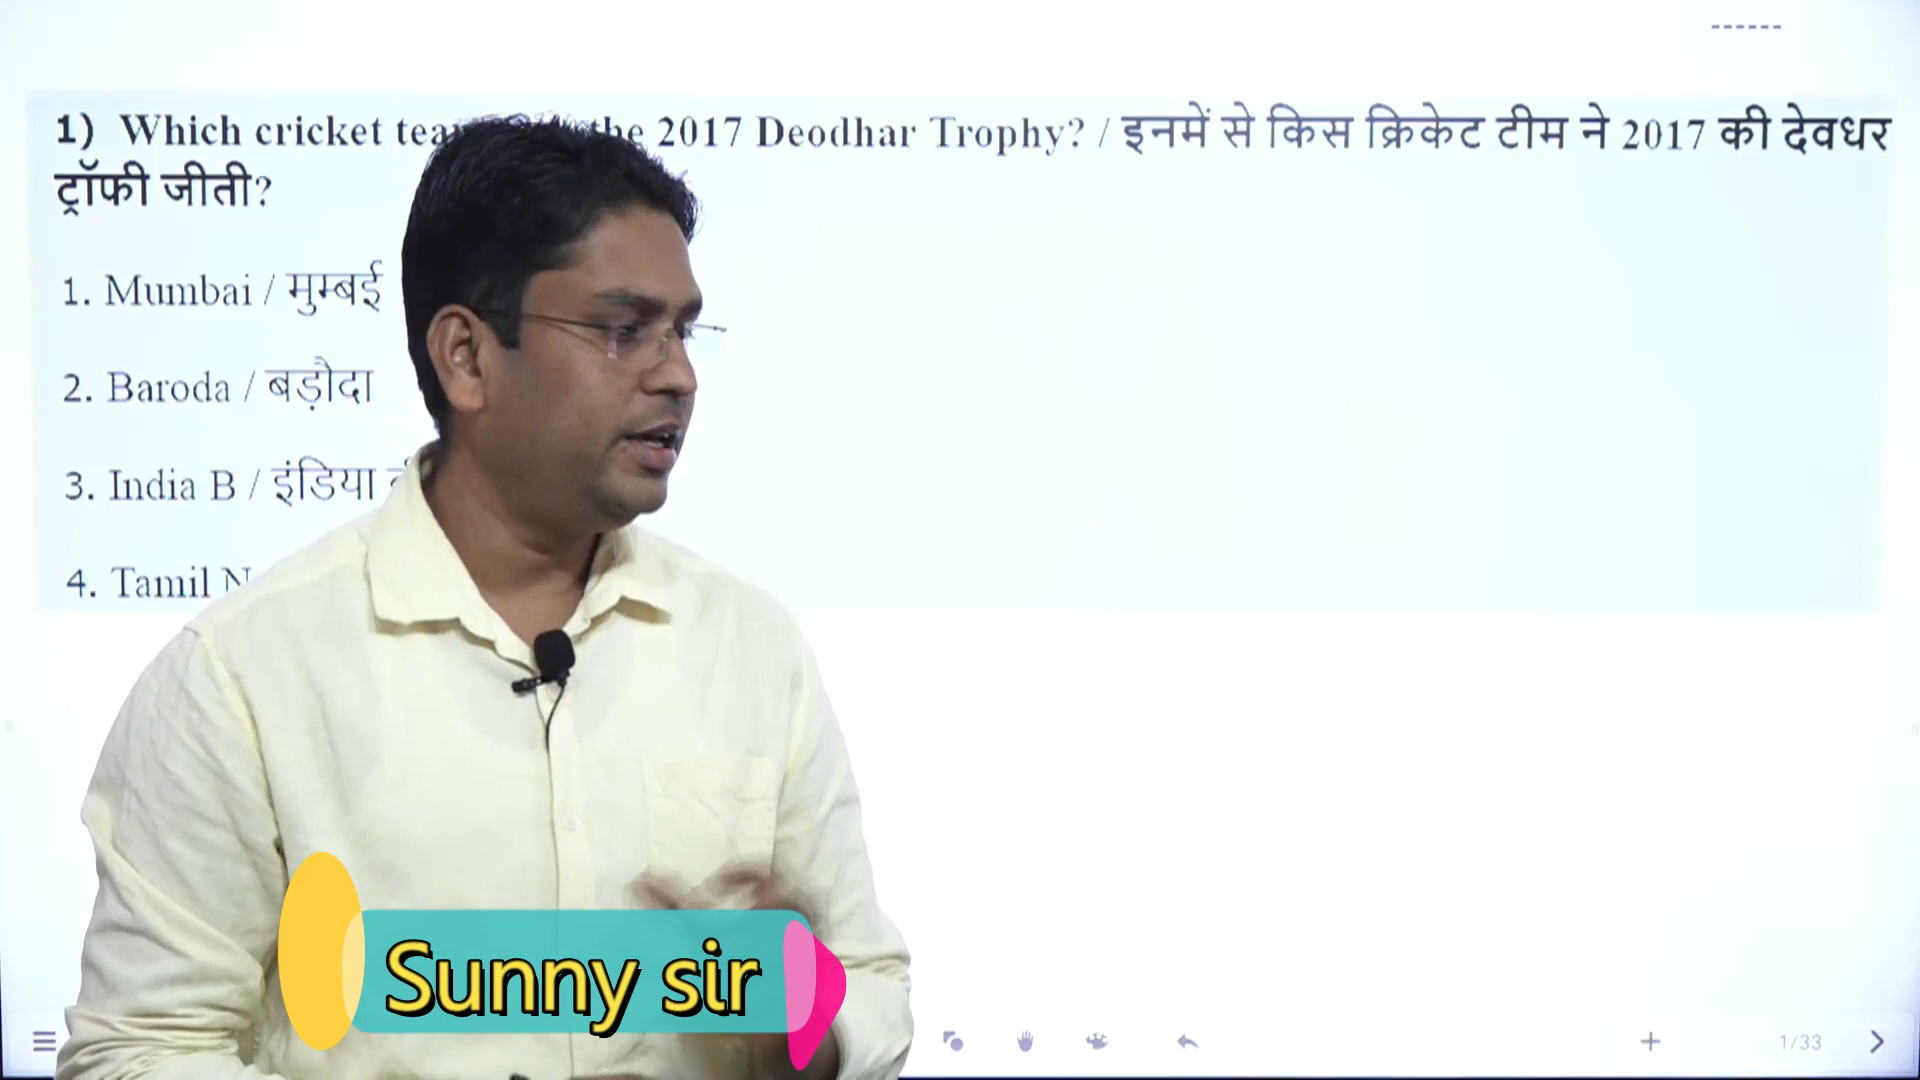 1) Which cricket the 2017 Deodhar Trophy? / इनमें से किस क्रिकेट टीम ने 2017 की देवधर
ट्रॉफी जीती?
1. Mumbai / मुम्बई
2. Baroda / बड़ौदा
3. India B / इंडिया
4. Tamil
Sunny sir
1/33